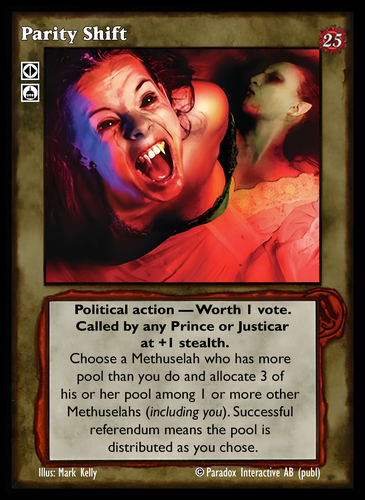 Parity Shift
25
Political action — Worth 1 vote.
Called by any Prince or Justicar
at +1 stealth.
Choose a Methuselah who has more
pool than you do and allocate 3 of
his or her pool among 1 or more other
Methuselahs (including you). Successful
referendum means the pool is
distributed as you chose.
Illus: Mark Kelly © Paradox Interactive AB (publ)